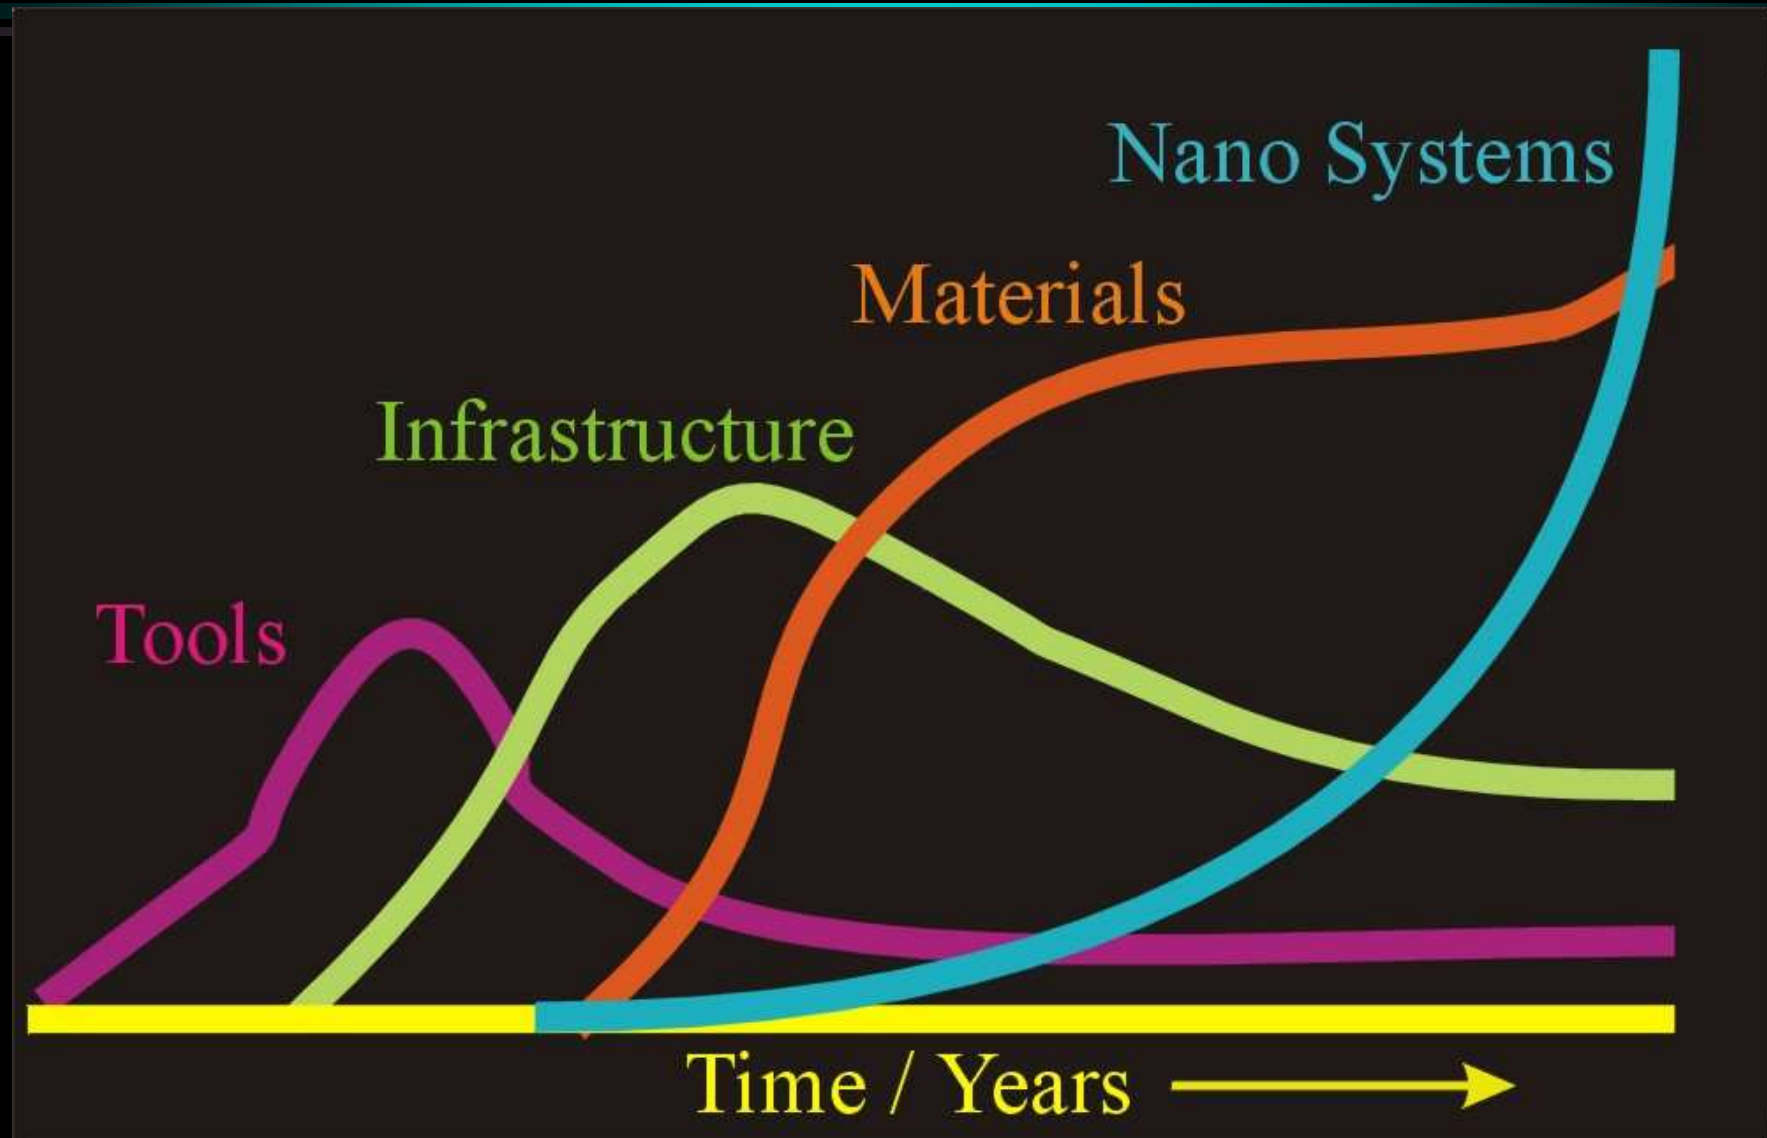 Nano Systems
Materials
Infrastructure
Tools
Time / Years